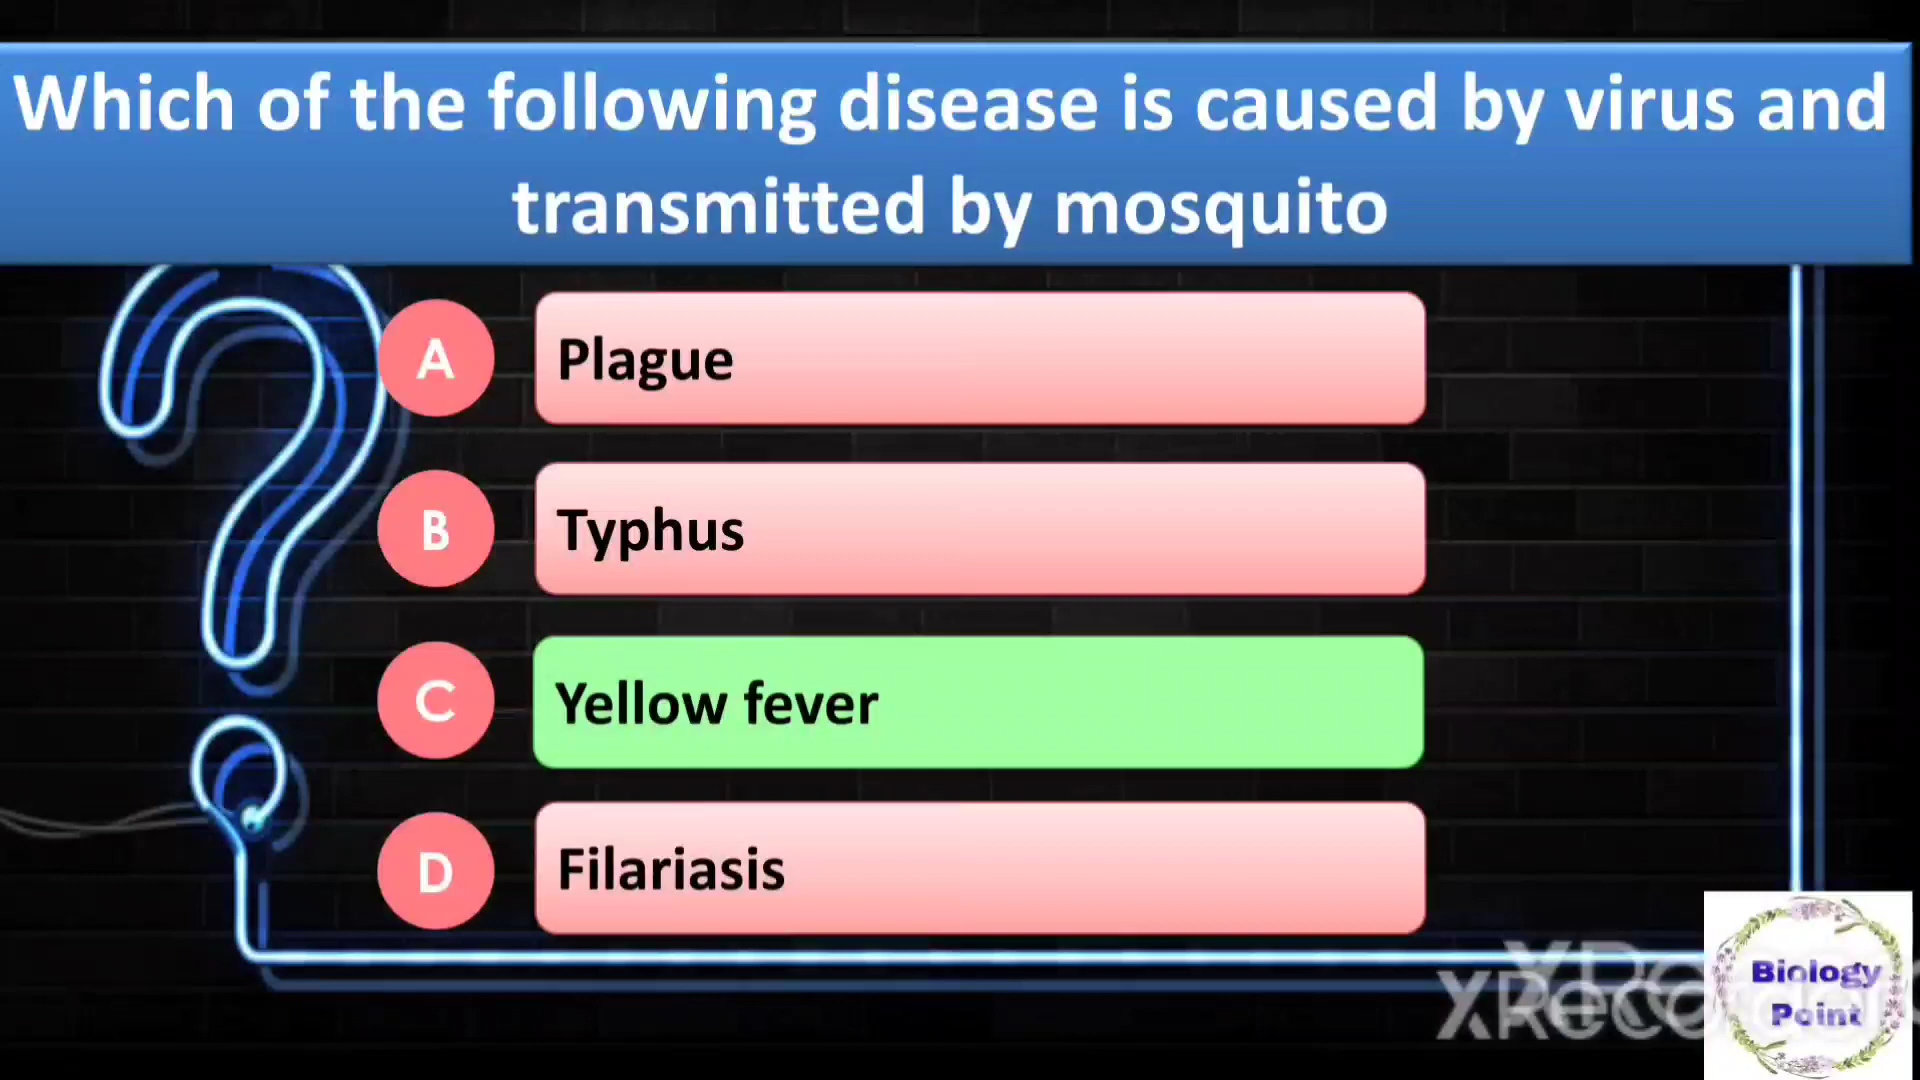 Which of the following disease is caused by virus and
transmitted by mosquito
A Plague
B Typhus
C Yellow fever
D Filariasis
XRecorder
Biology
Point